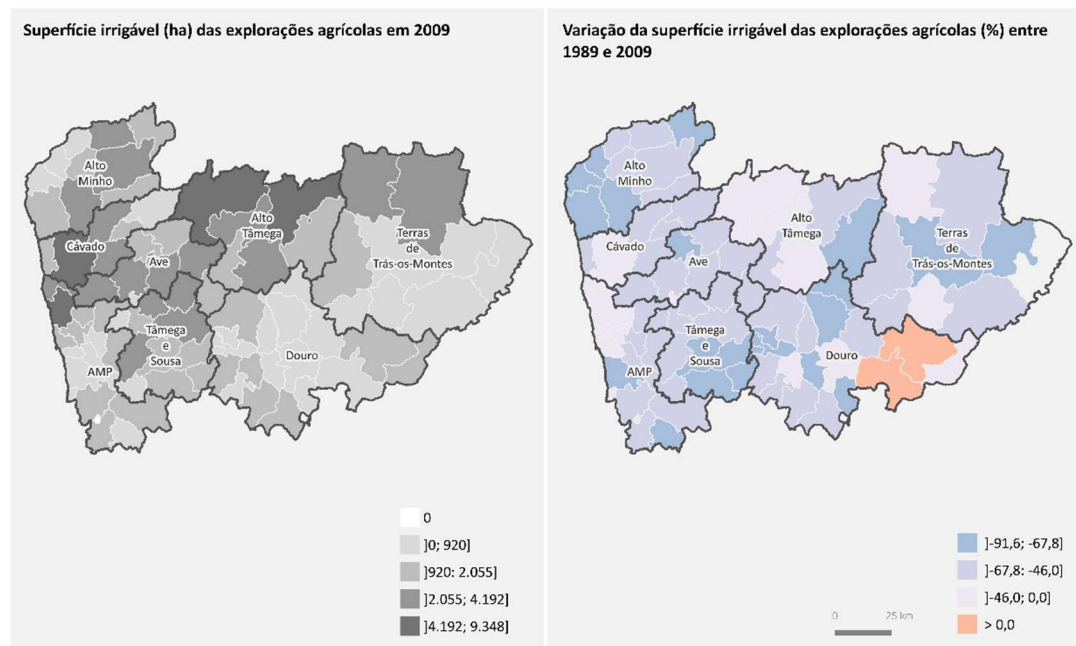 Superfície irrigável (ha) das explorações agrícolas em 2009
Alto
Minho
Cávado
Ave
Alto
Tâmega
Terras
de
Trás-os-Montes
Tâmega
e
Sousa
AMP
Douro
0
]0; 920]
]920: 2.055]
]2.055; 4.192]
]4.192; 9.348]
Variação da superfície irrigável das explorações agrícolas (%) entre
1989 e 2009
Alto
Minho
Cávado
Ave
Alto
Tâmega
Terras
de
Trás-os-Montes
Tâmega
e
Sousa
AMP
Douro
]-91,6; -67,8]
]-67,8: -46,0]
]-46,0; 0,0]
> 0,0
0 25 km